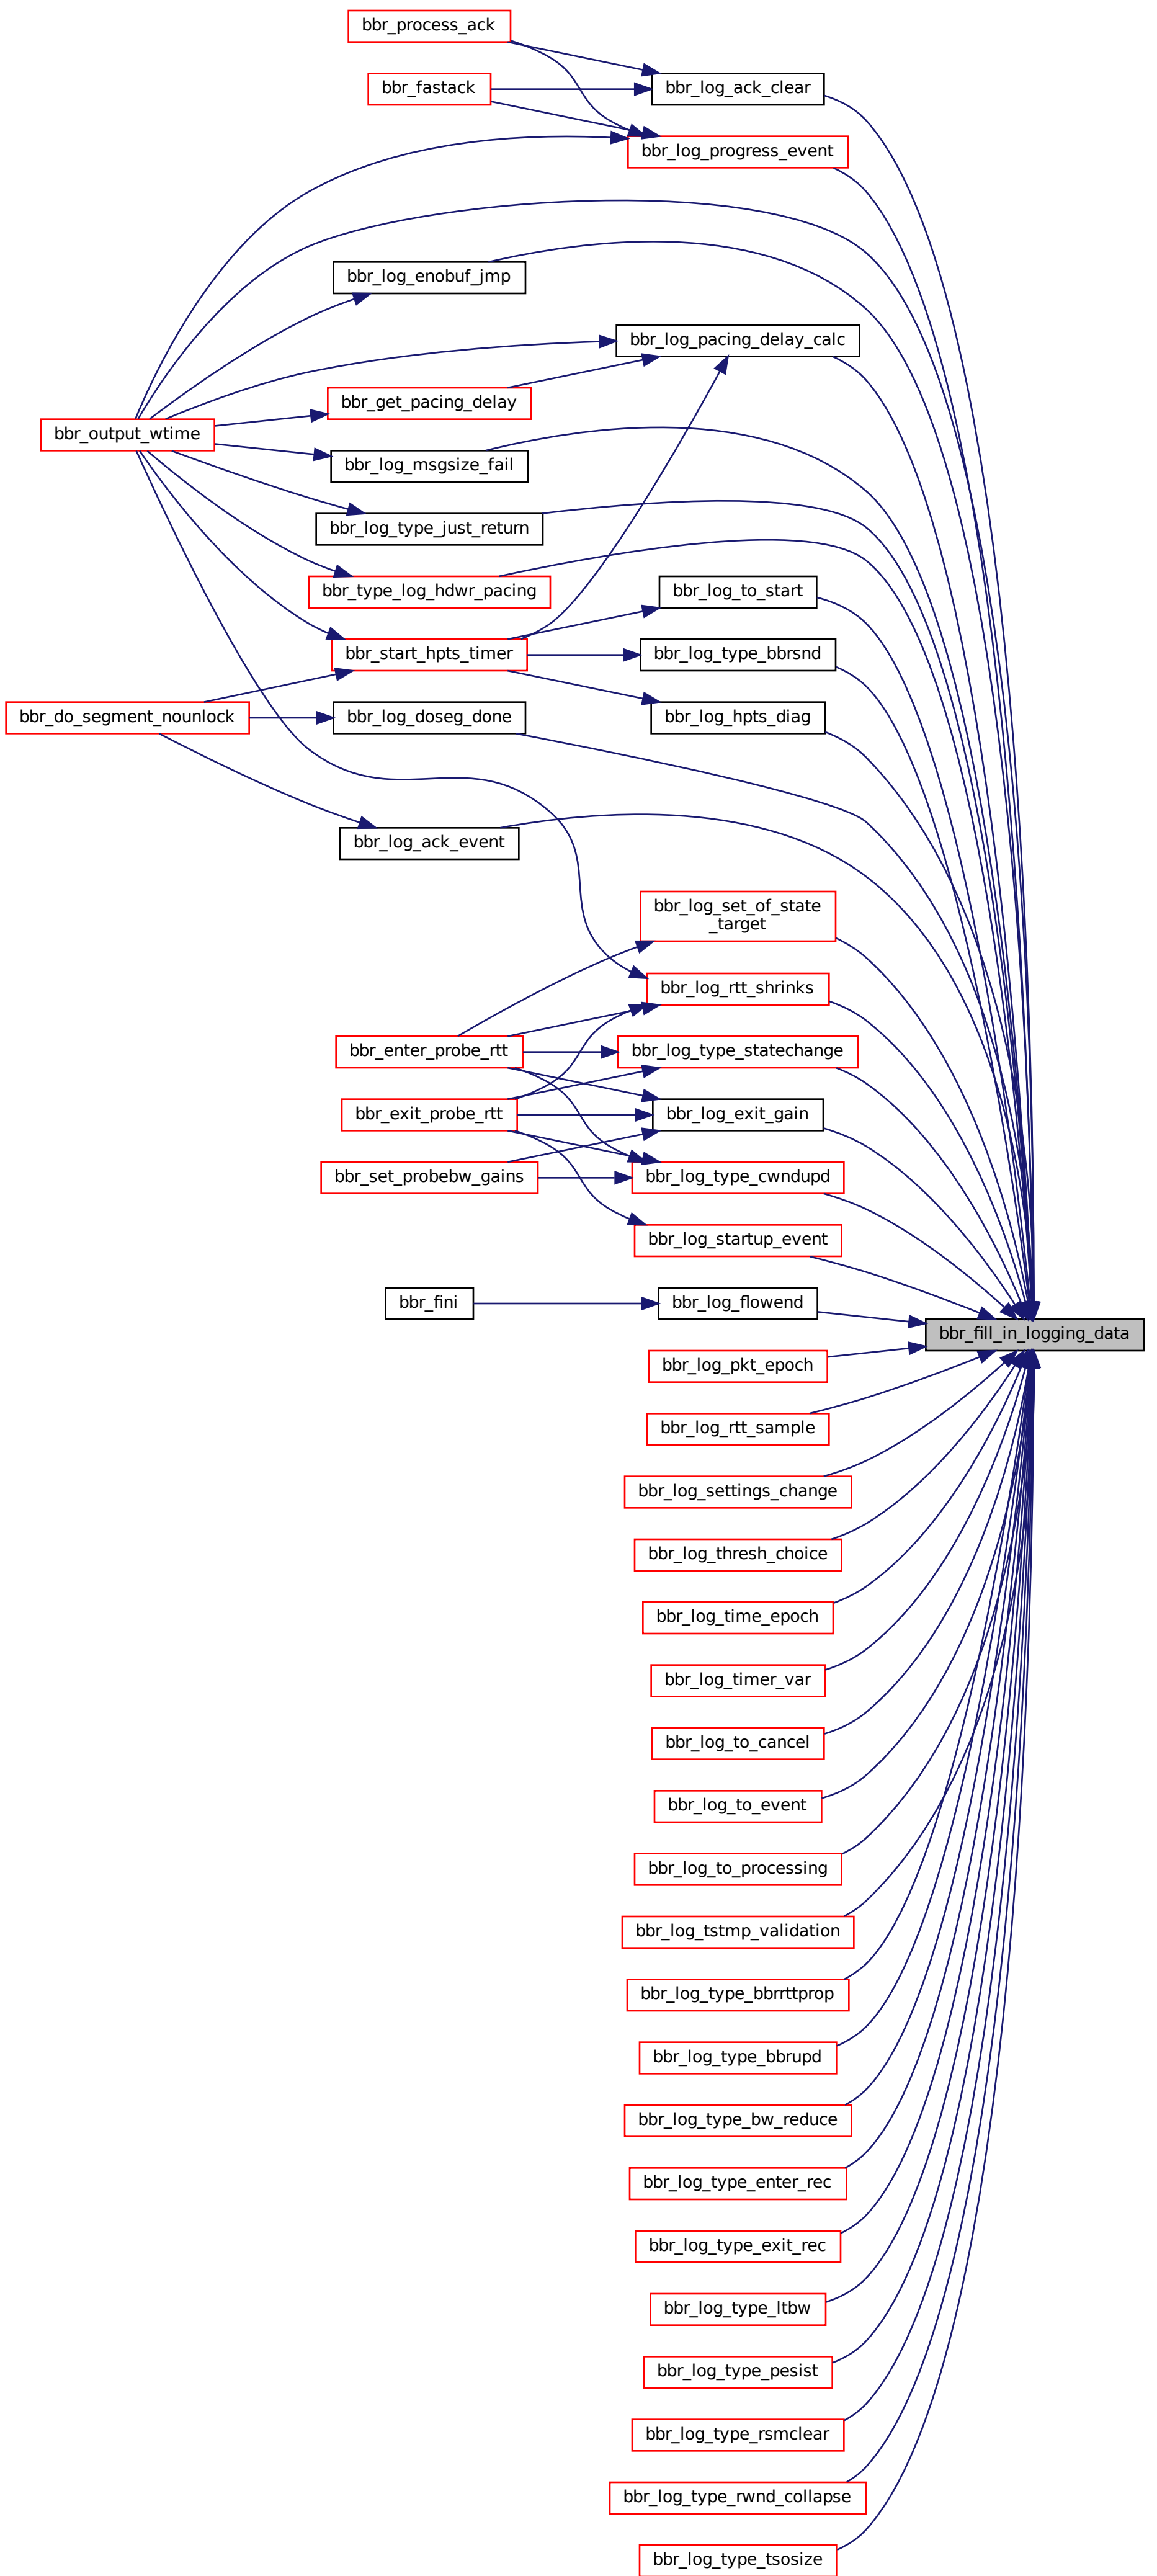 bbr_process_ack
bbr_log_ack_clear
bbr_fastack
bbr_log_progress_event
bbr_log_enobuf_jmp
bbr_log_pacing_delay_calc
bbr_get_pacing_delay
bbr_output_wtime
bbr_log_msgsize_fail
bbr_log_type_just_return
bbr_type_log_hdwr_pacing
bbr_log_to_start
bbr_start_hpts_timer
bbr_log_type_bbrsnd
bbr_do_segment_nounlock
bbr_log_doseg_done
bbr_log_hpts_diag
bbr_log_ack_event
bbr_log_set_of_state
_target
bbr_log_rtt_shrinks
bbr_enter_probe_rtt
bbr_log_type_statechange
bbr_exit_probe_rtt
bbr_log_exit_gain
bbr_set_probebw_gains
bbr_log_type_cwndupd
bbr_log_startup_event
bbr_fini
bbr_log_flowend
bbr_fill_in_logging_data
bbr_log_pkt_epoch
bbr_log_rtt_sample
bbr_log_settings_change
bbr_log_thresh_choice
bbr_log_time_epoch
bbr_log_timer_var
bbr_log_to_cancel
bbr_log_to_event
bbr_log_to_processing
bbr_log_tstmp_validation
bbr_log_type_bbrrttprop
bbr_log_type_bbrupd
bbr_log_type_bw_reduce
bbr_log_type_enter_rec
bbr_log_type_exit_rec
bbr_log_type_ltbw
bbr_log_type_pesist
bbr_log_type_rsmclear
bbr_log_type_rwnd_collapse
bbr_log_type_tsosize